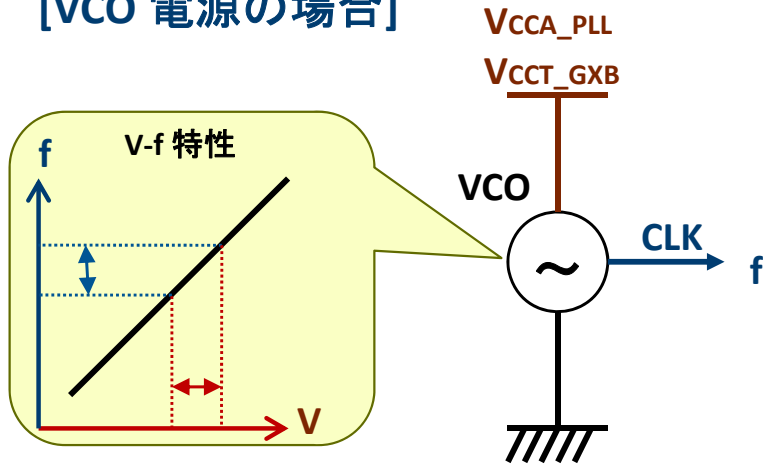 [VCO 電源の場合]
VCCA_PLL
VCCT_GXB
V-f 特性
f
VCO
CLK
f
~
V